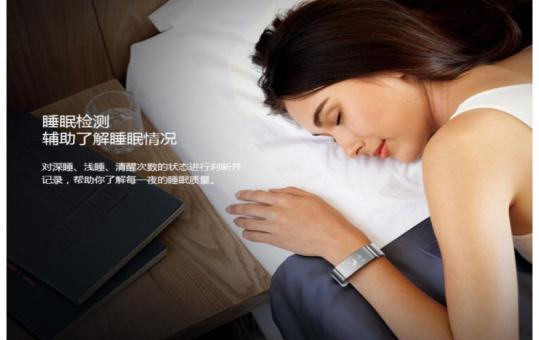 睡眠检测
辅助了解睡眠情况
对深睡、浅睡、清醒次数的状态进行判断并
记录，帮助你了解每一夜的睡眠质量。